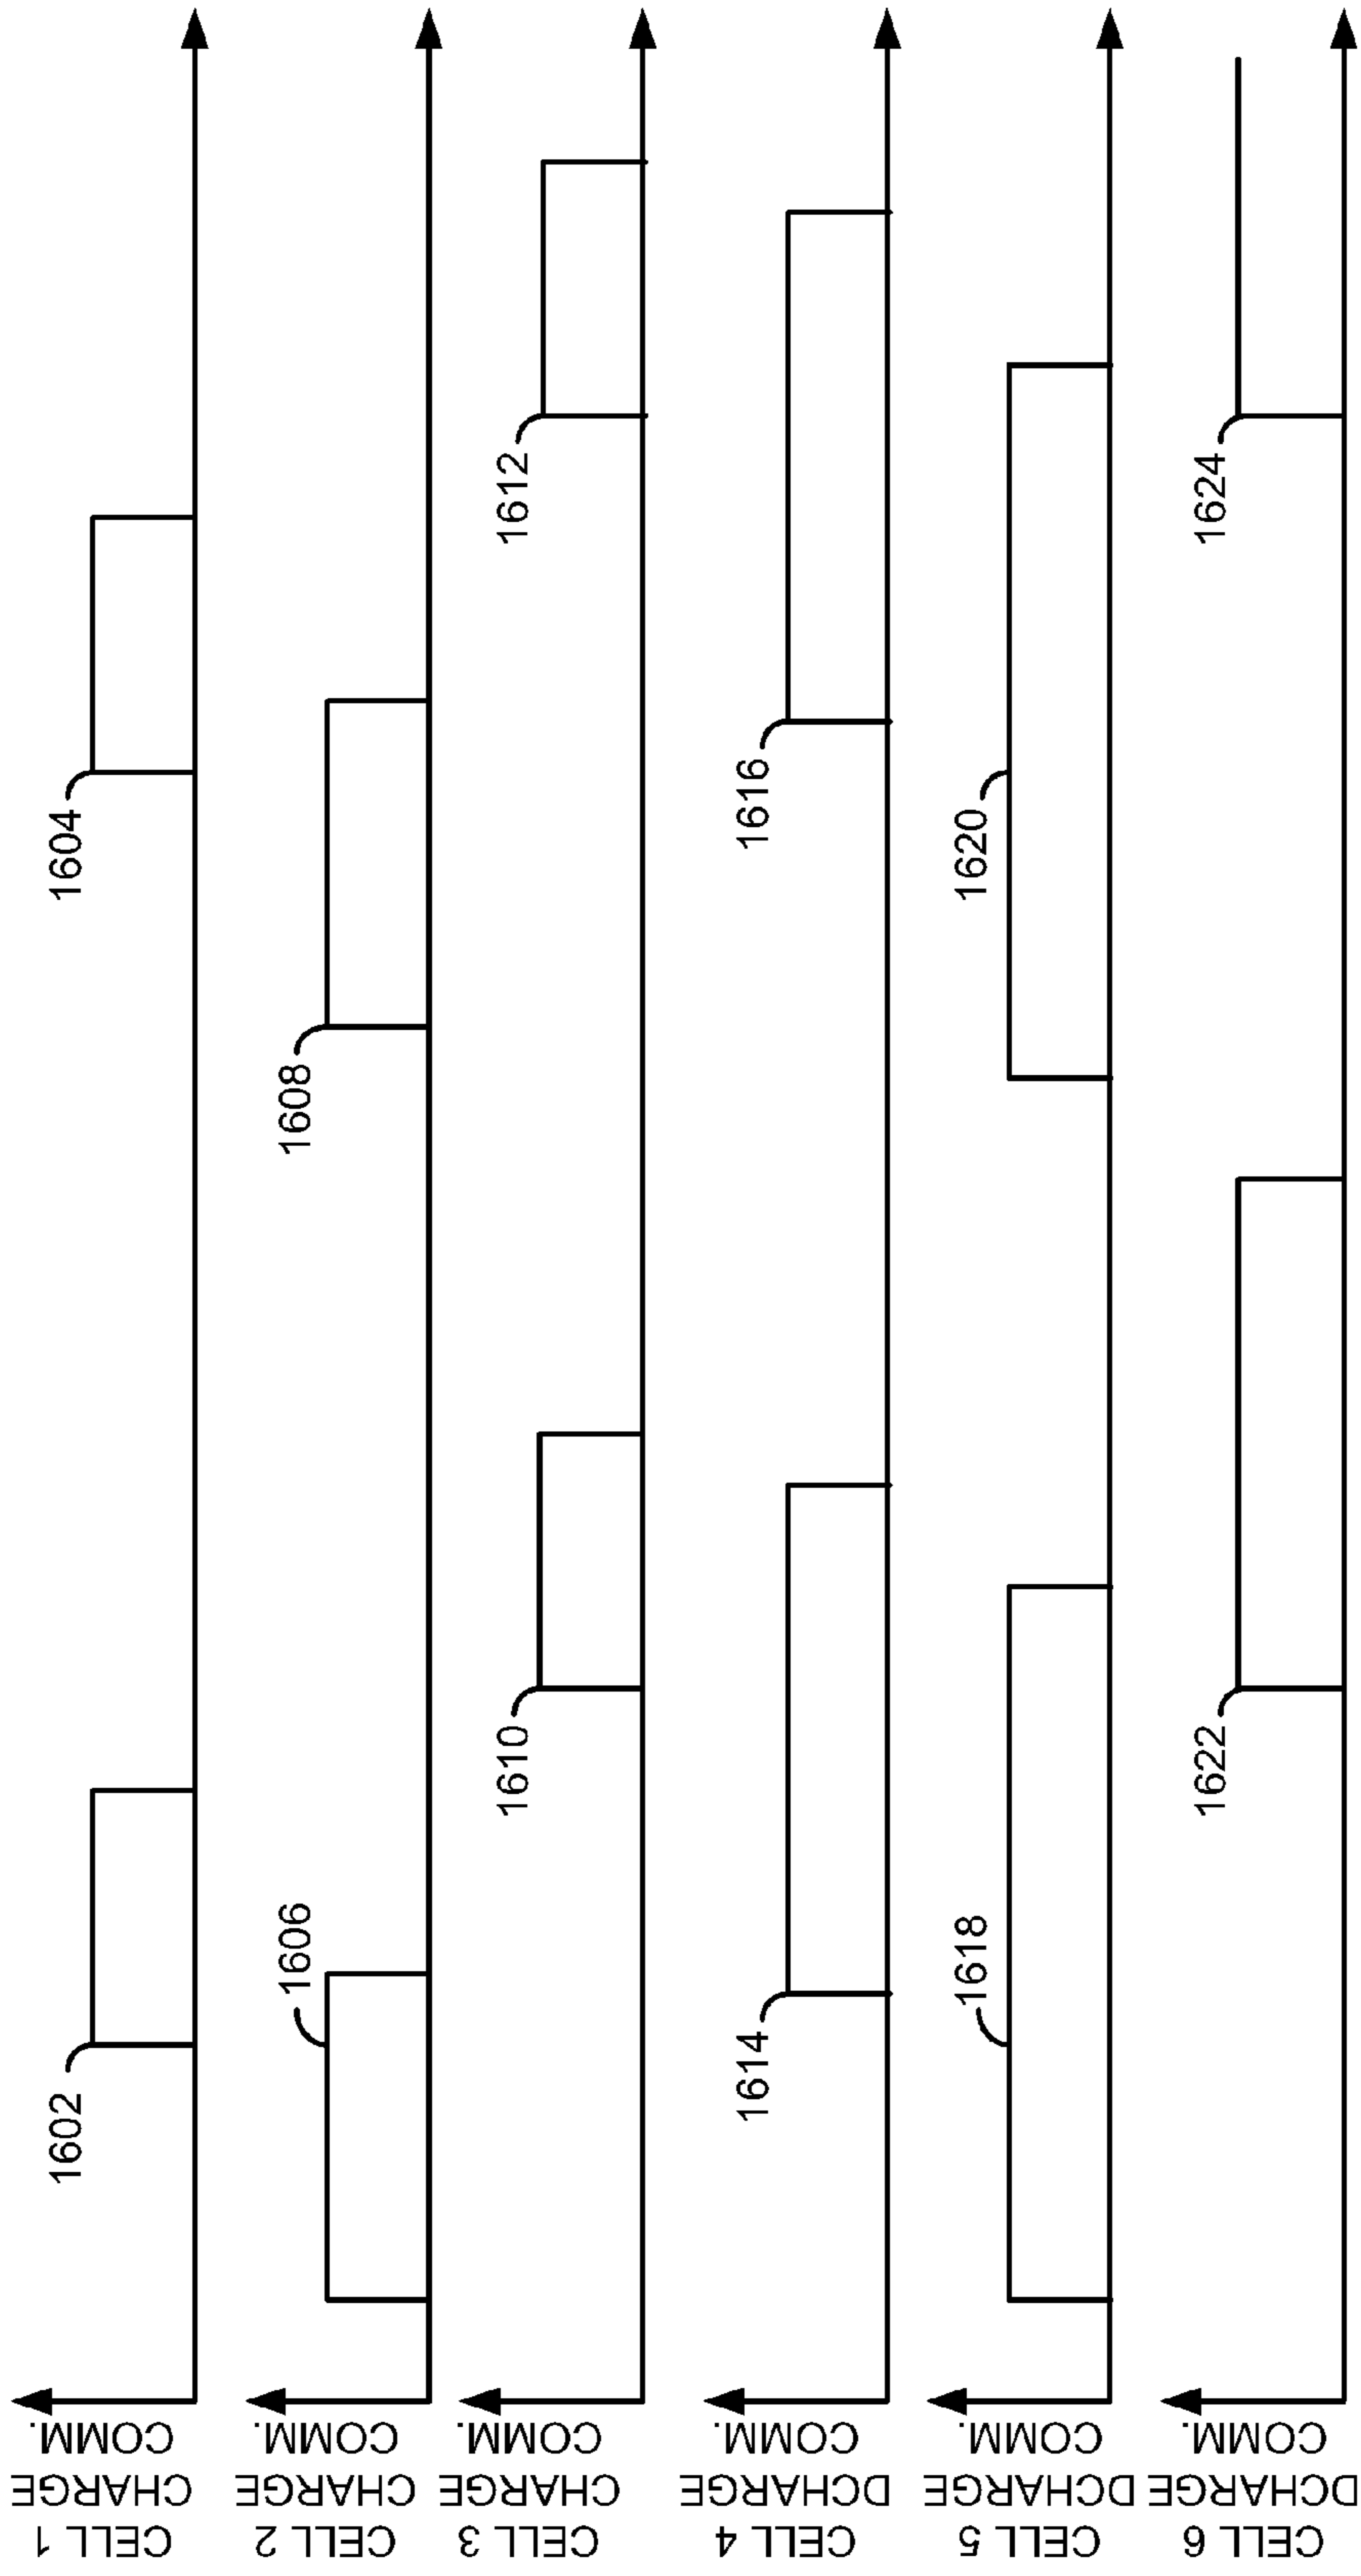 CELL 1
CHARGE
COMM.
1602
1604
CELL 2
CHARGE
COMM.
1606
1608
CELL 3
CHARGE
COMM.
1610
1612
CELL 4
DCHARGE
COMM.
1614
1616
CELL 5
DCHARGE
COMM.
1618
1620
CELL 6
DCHARGE
COMM.
1622
1624